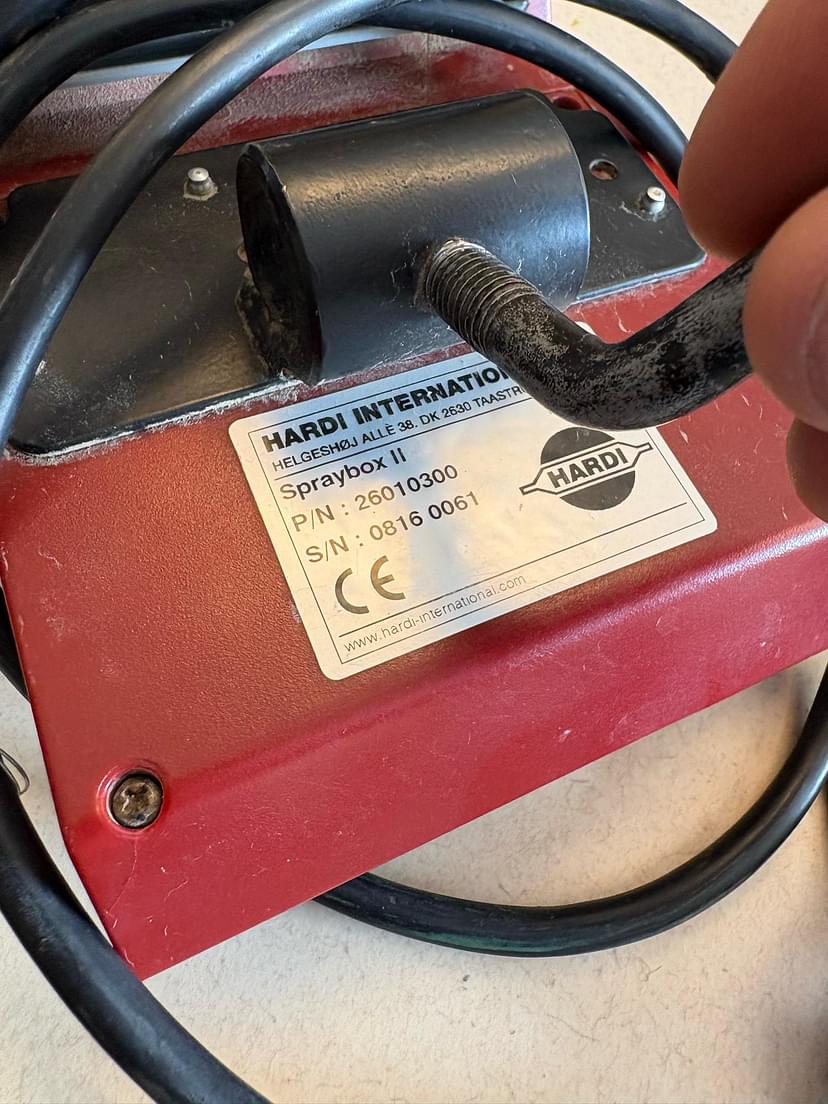 HARDI INTERNATIO
HELGESHØJ ALLÈ 38. DK 2630 TAASTR
Spraybox II
P/N : 26010300
S/N : 0816 0061
HARDI
CE
www.hardi-international.com